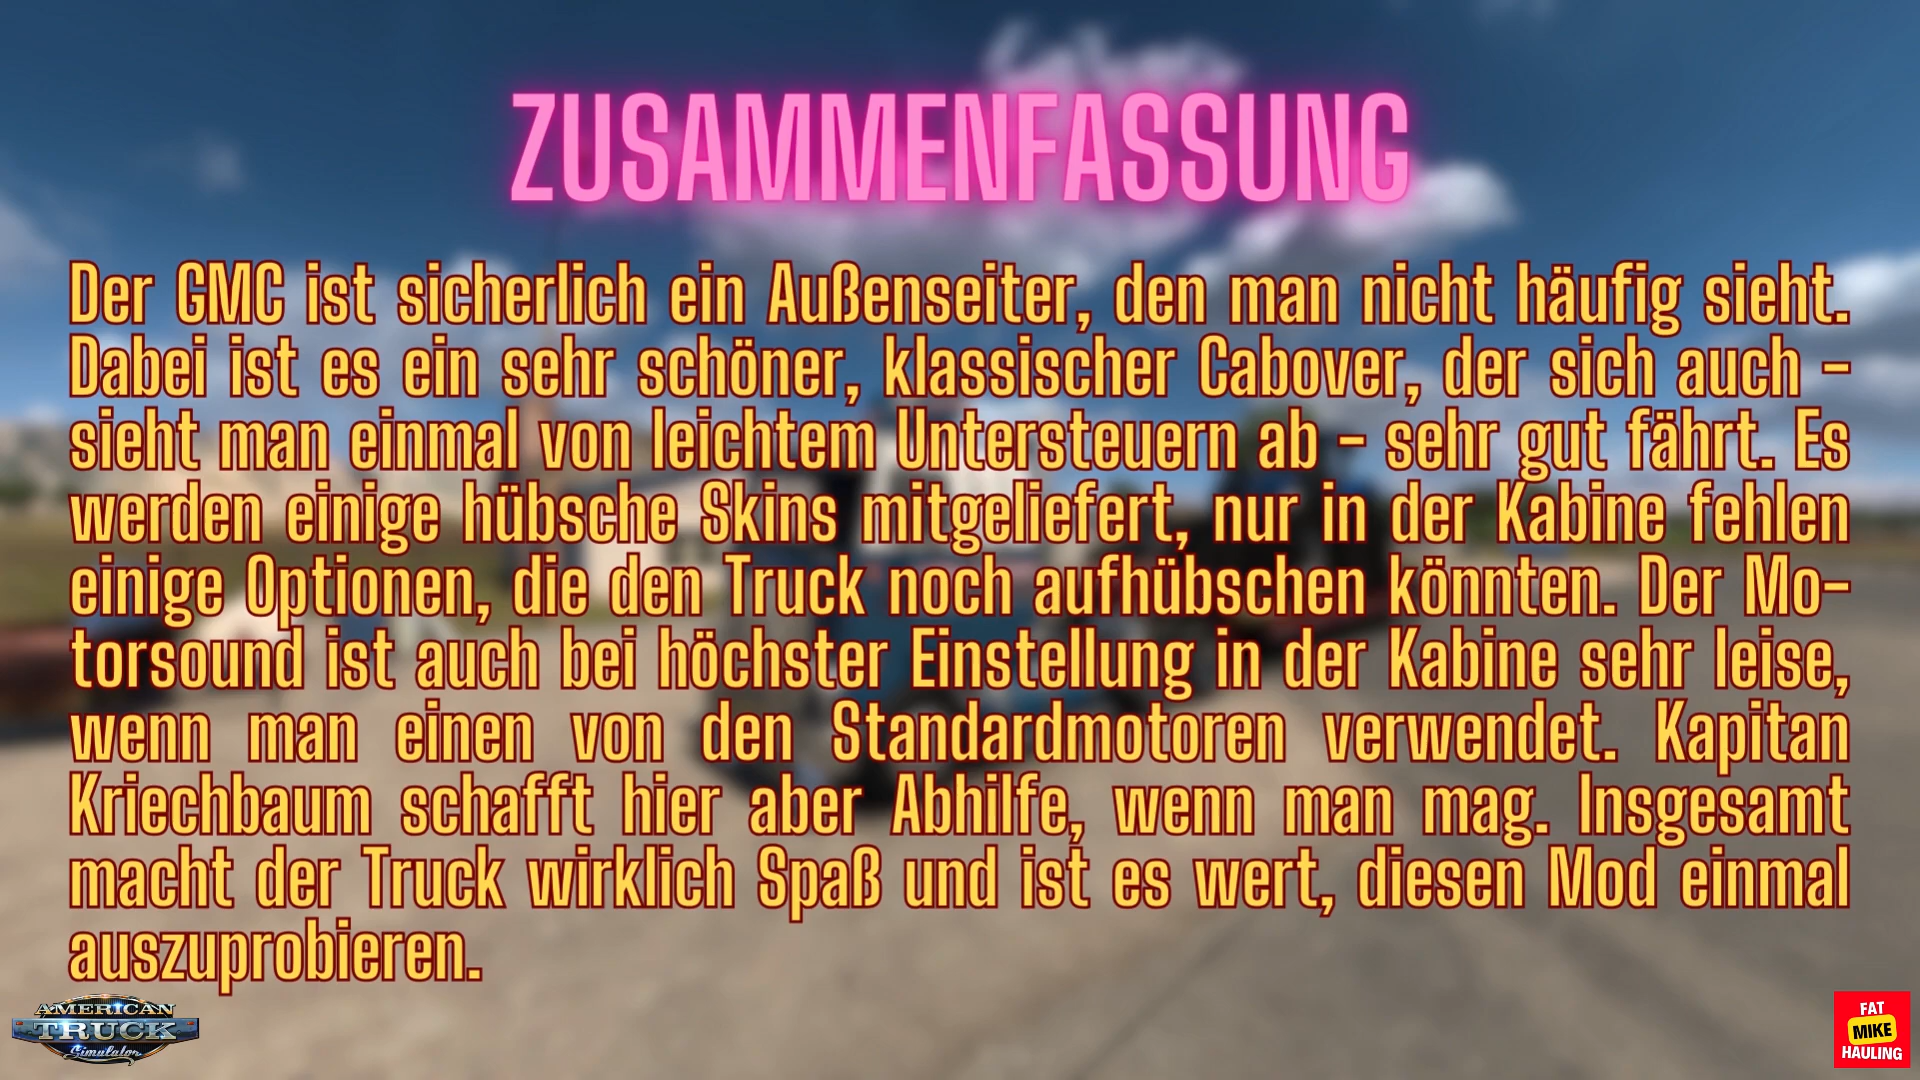 ZUSAMMENFASSUNG
Der GMC ist sicherlich ein Außenseiter, den man nicht häufig sieht.
Dabei ist es ein sehr schöner, klassischer Cabover, der sich auch -
sieht man einmal von leichtem Untersteuern ab - sehr gut fährt. Es
werden einige hübsche Skins mitgeliefert, nur in der Kabine fehlen
einige Optionen, die den Truck noch aufhübschen könnten. Der Mo-
torsound ist auch bei höchster Einstellung in der Kabine sehr leise,
wenn man einen von den Standardmotoren verwendet. Kapitan
Kriechbaum schafft hier aber Abhilfe, wenn man mag. Insgesamt
macht der Truck wirklich Spaß und ist es wert, diesen Mod einmal
auszuprobieren.
AMERICAN
TRUCK
Simulator
FAT
MIKE
HAULING